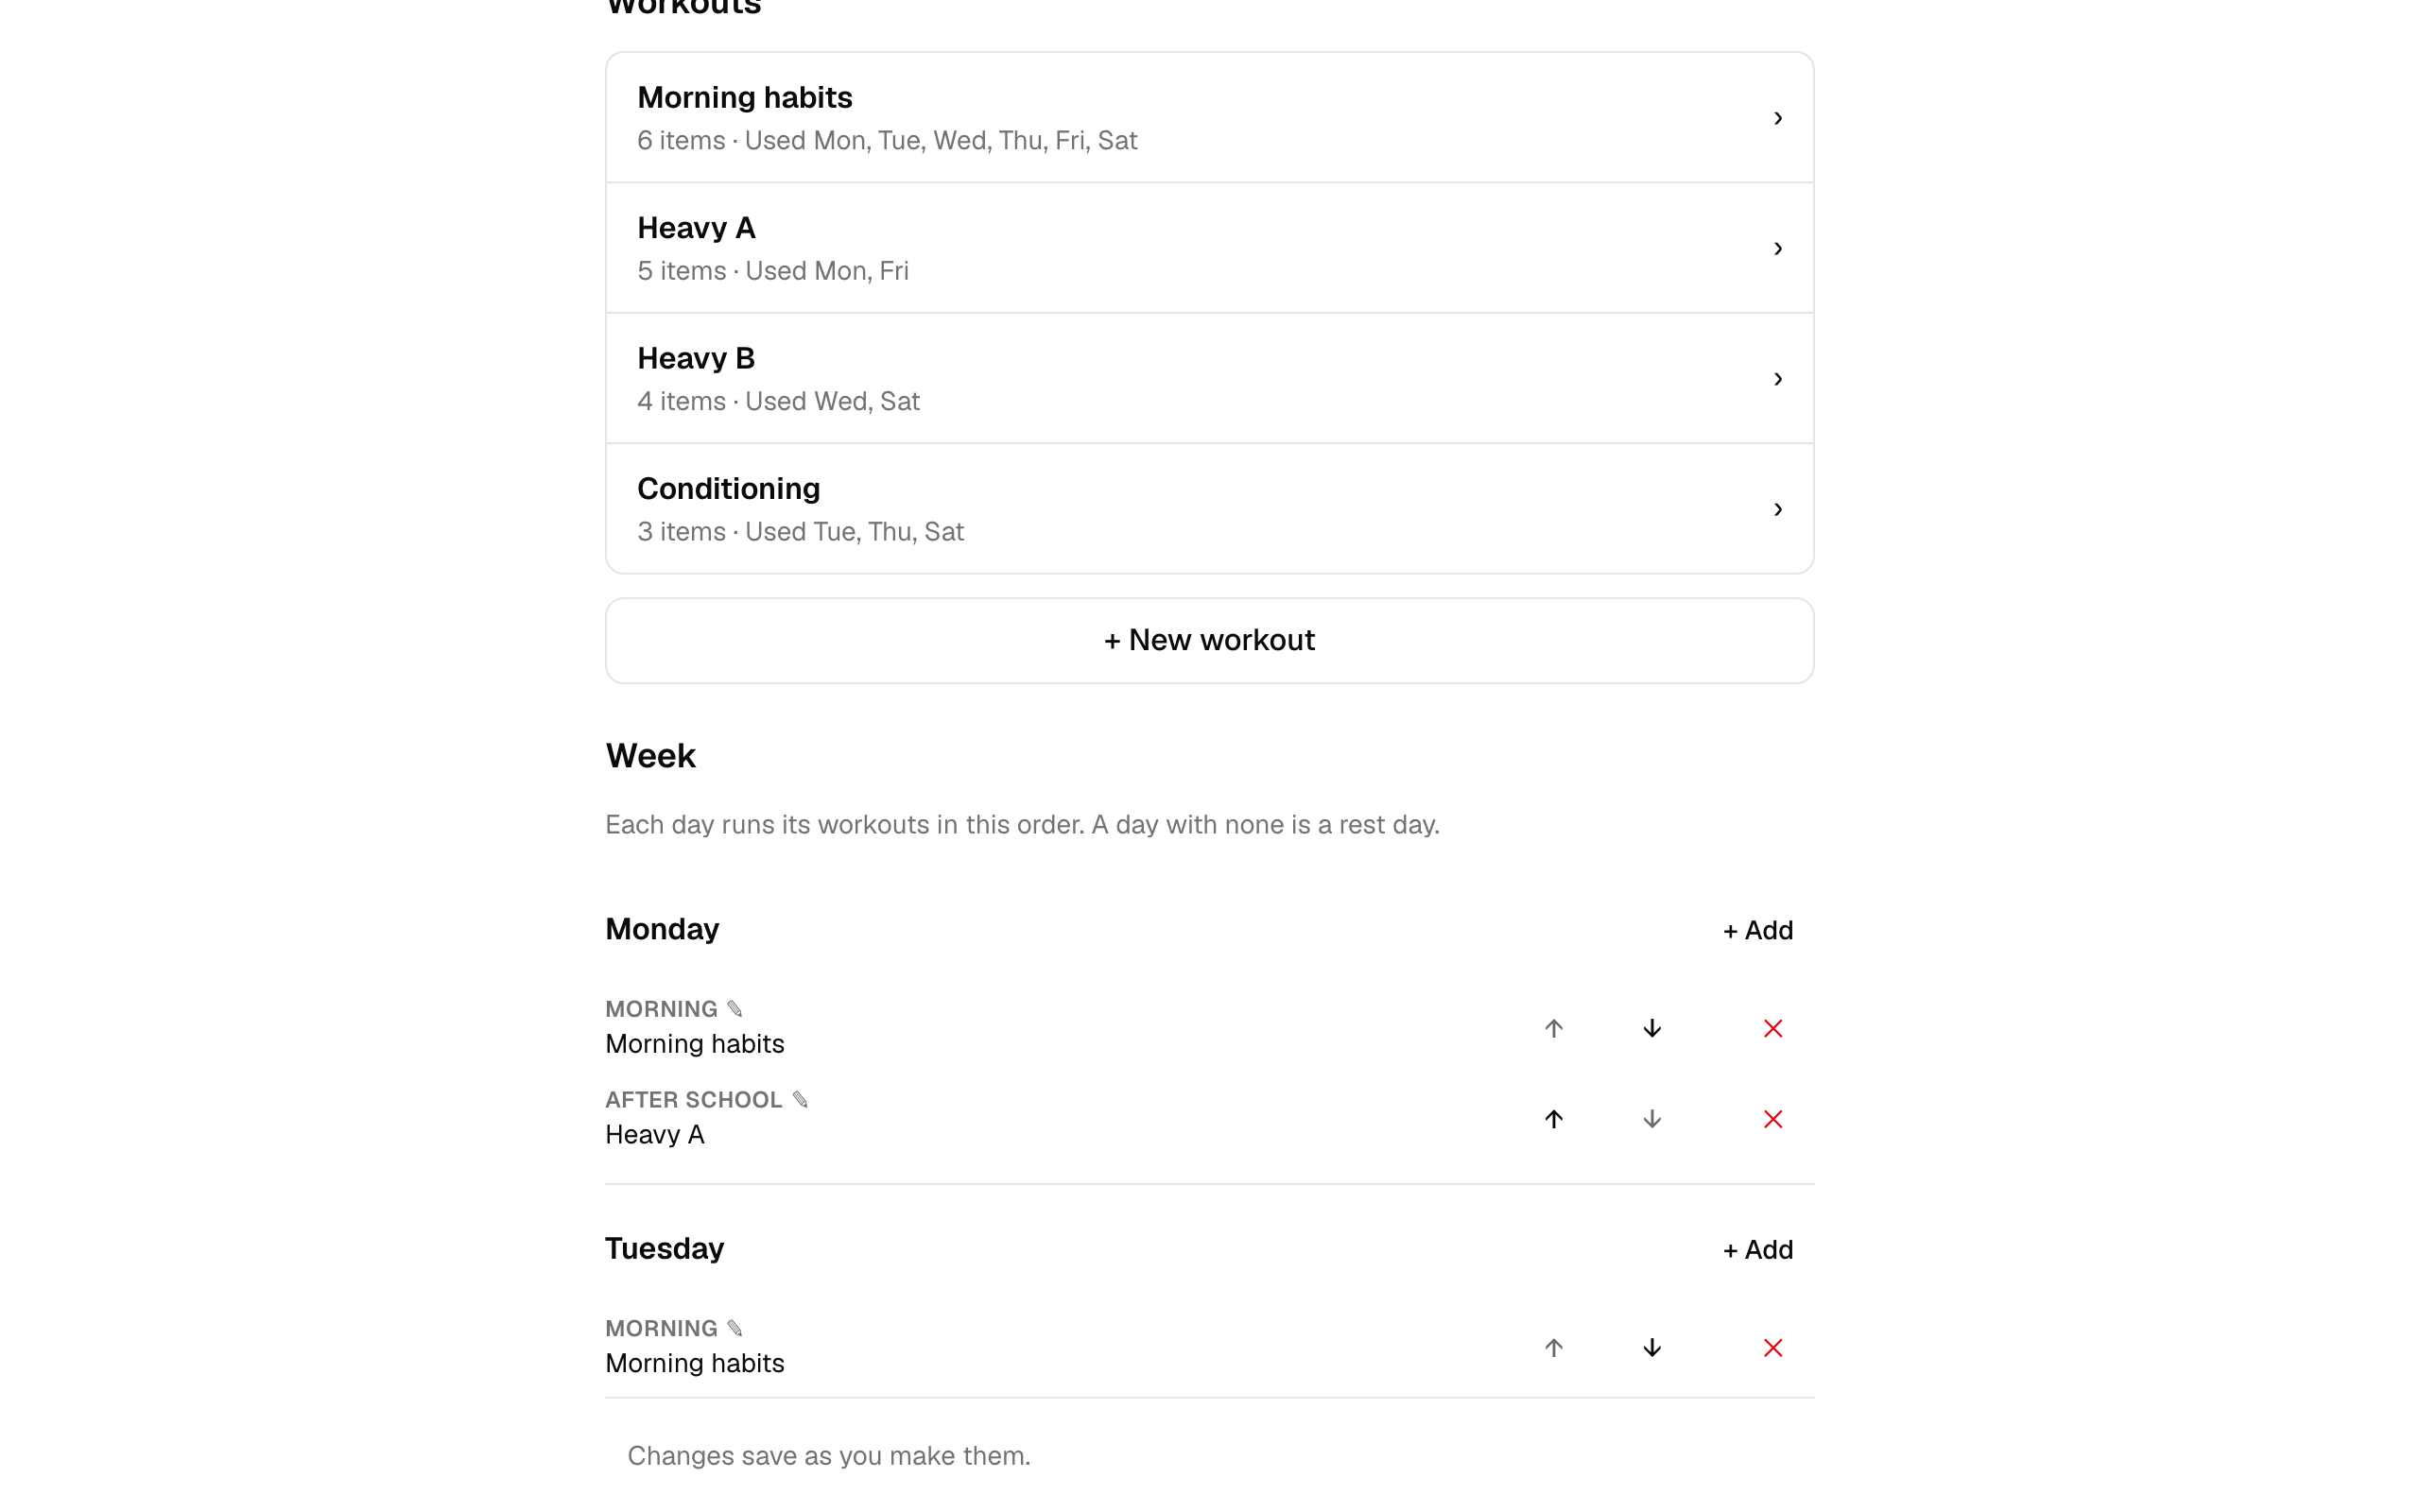 Workouts
Morning habits
6 items · Used Mon, Tue, Wed, Thu, Fri, Sat
Heavy A
5 items · Used Mon, Fri
Heavy B
4 items · Used Wed, Sat
Conditioning
3 items · Used Tue, Thu, Sat
+ New workout
Week
Each day runs its workouts in this order. A day with none is a rest day.
Monday
+ Add
MORNING
Morning habits
AFTER SCHOOL
Heavy A
Tuesday
+ Add
MORNING
Morning habits
Changes save as you make them.